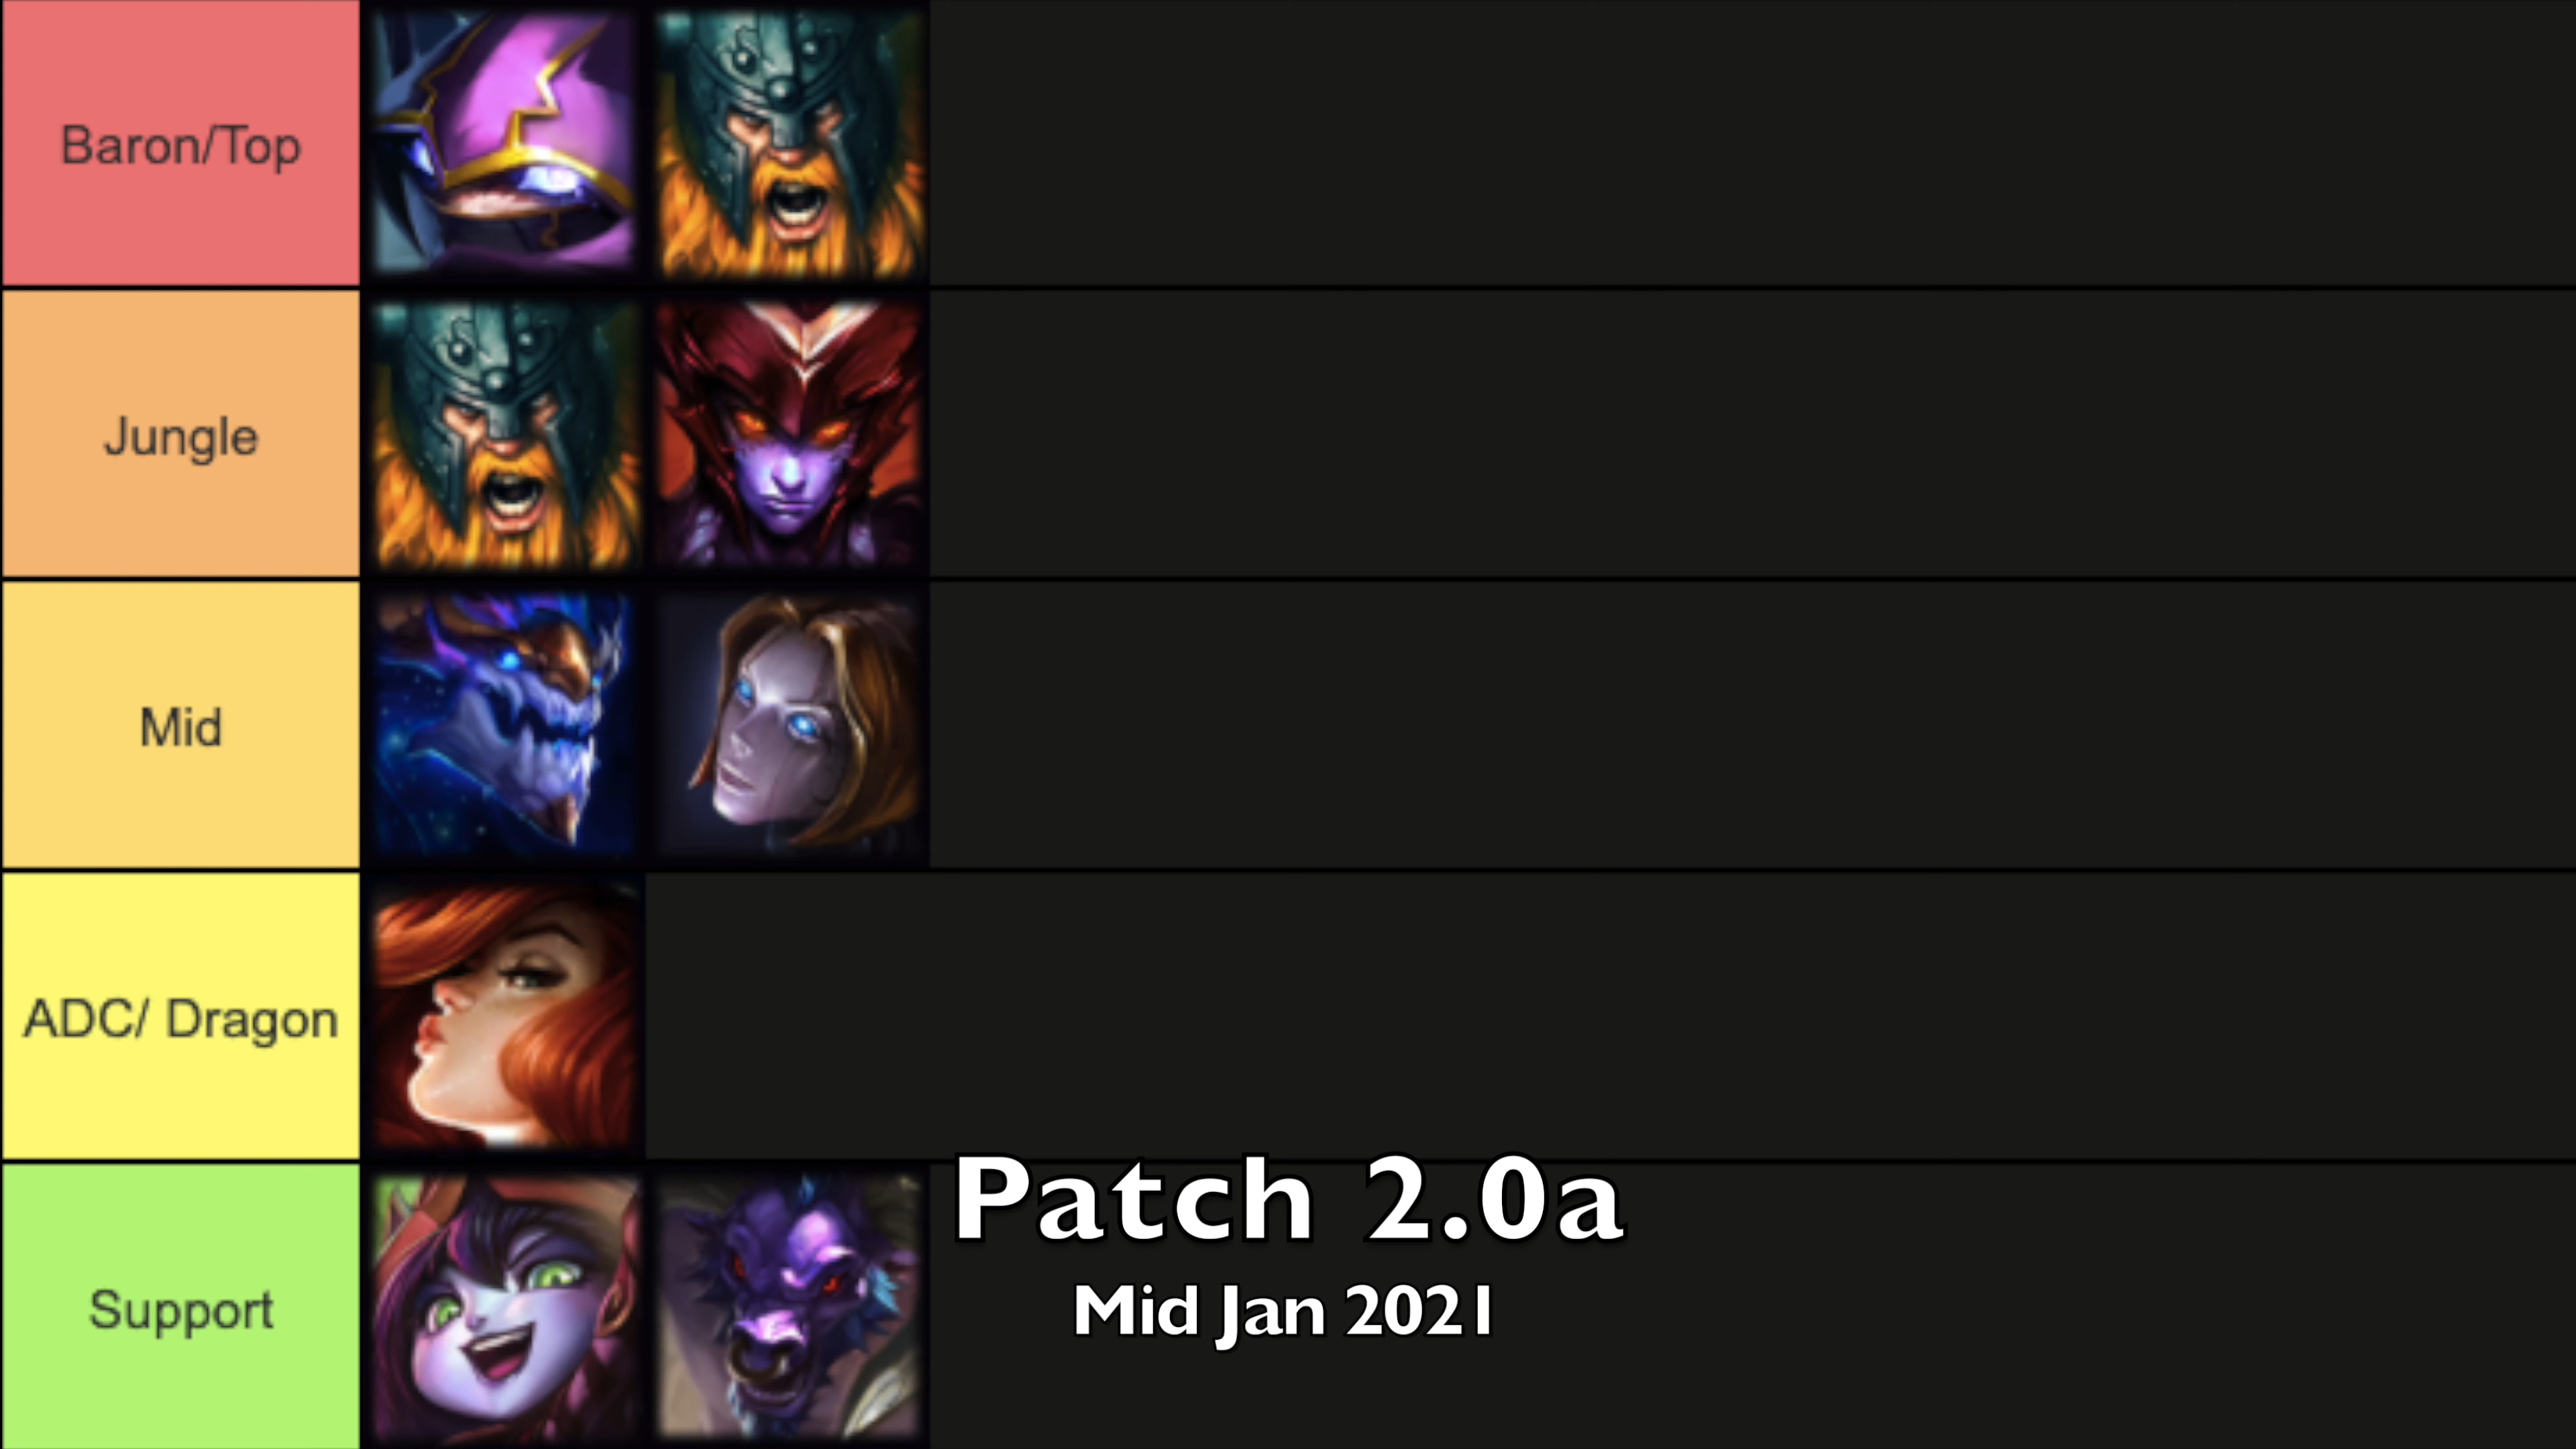 Baron/Top
Jungle
Mid
ADC/ Dragon
Support
Patch 2.0a
Mid Jan 2021